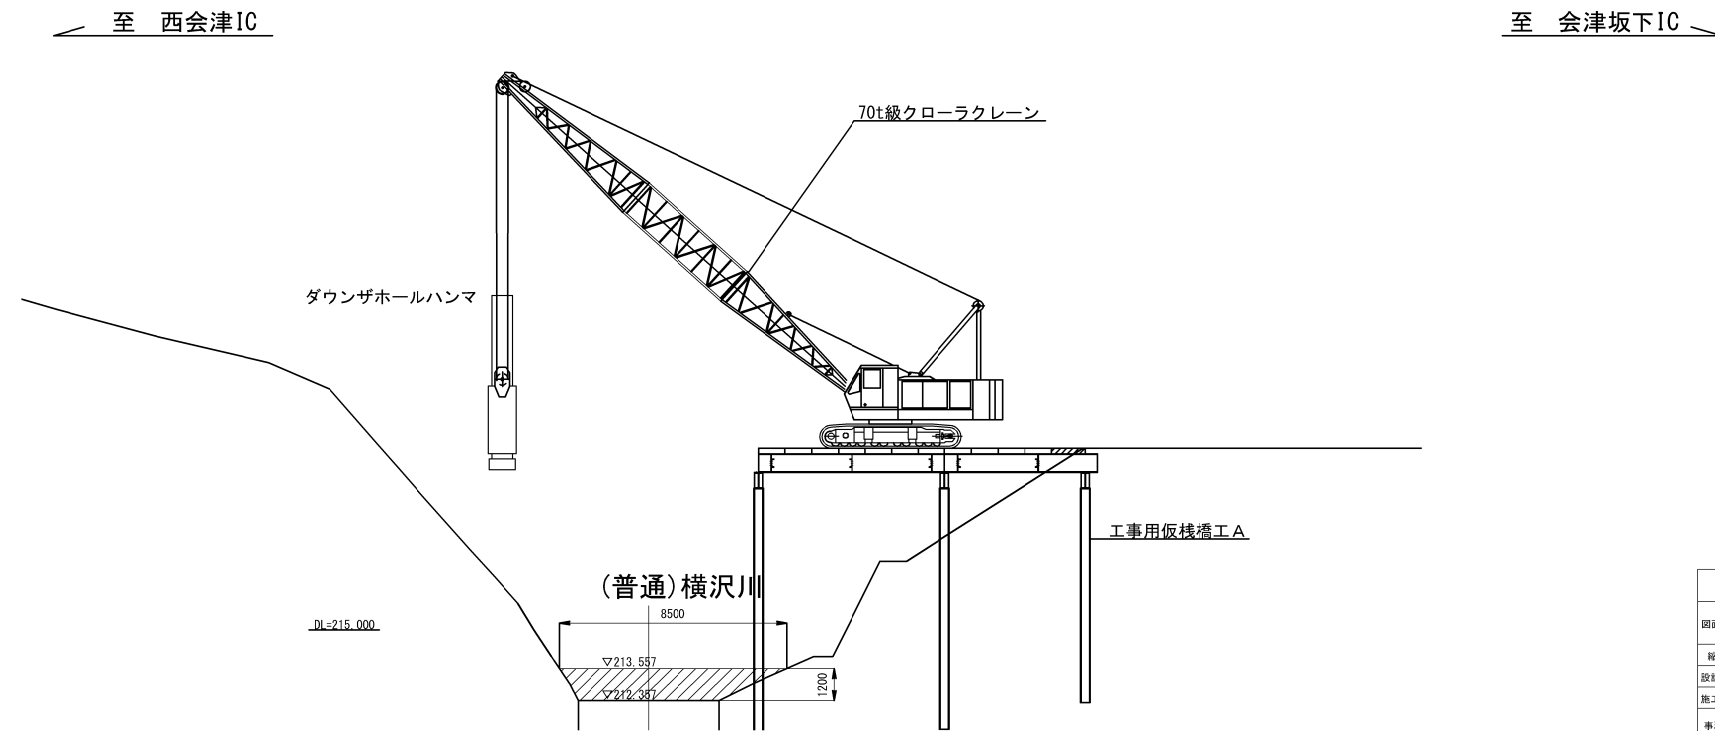 至　西会津IC
至　会津坂下IC
70t級クローラクレーン
ダウンザホールハンマ
工事用仮桟橋工A
(普通)横沢川
8500
DL=215.000
▽213.557
1200
▽212.357